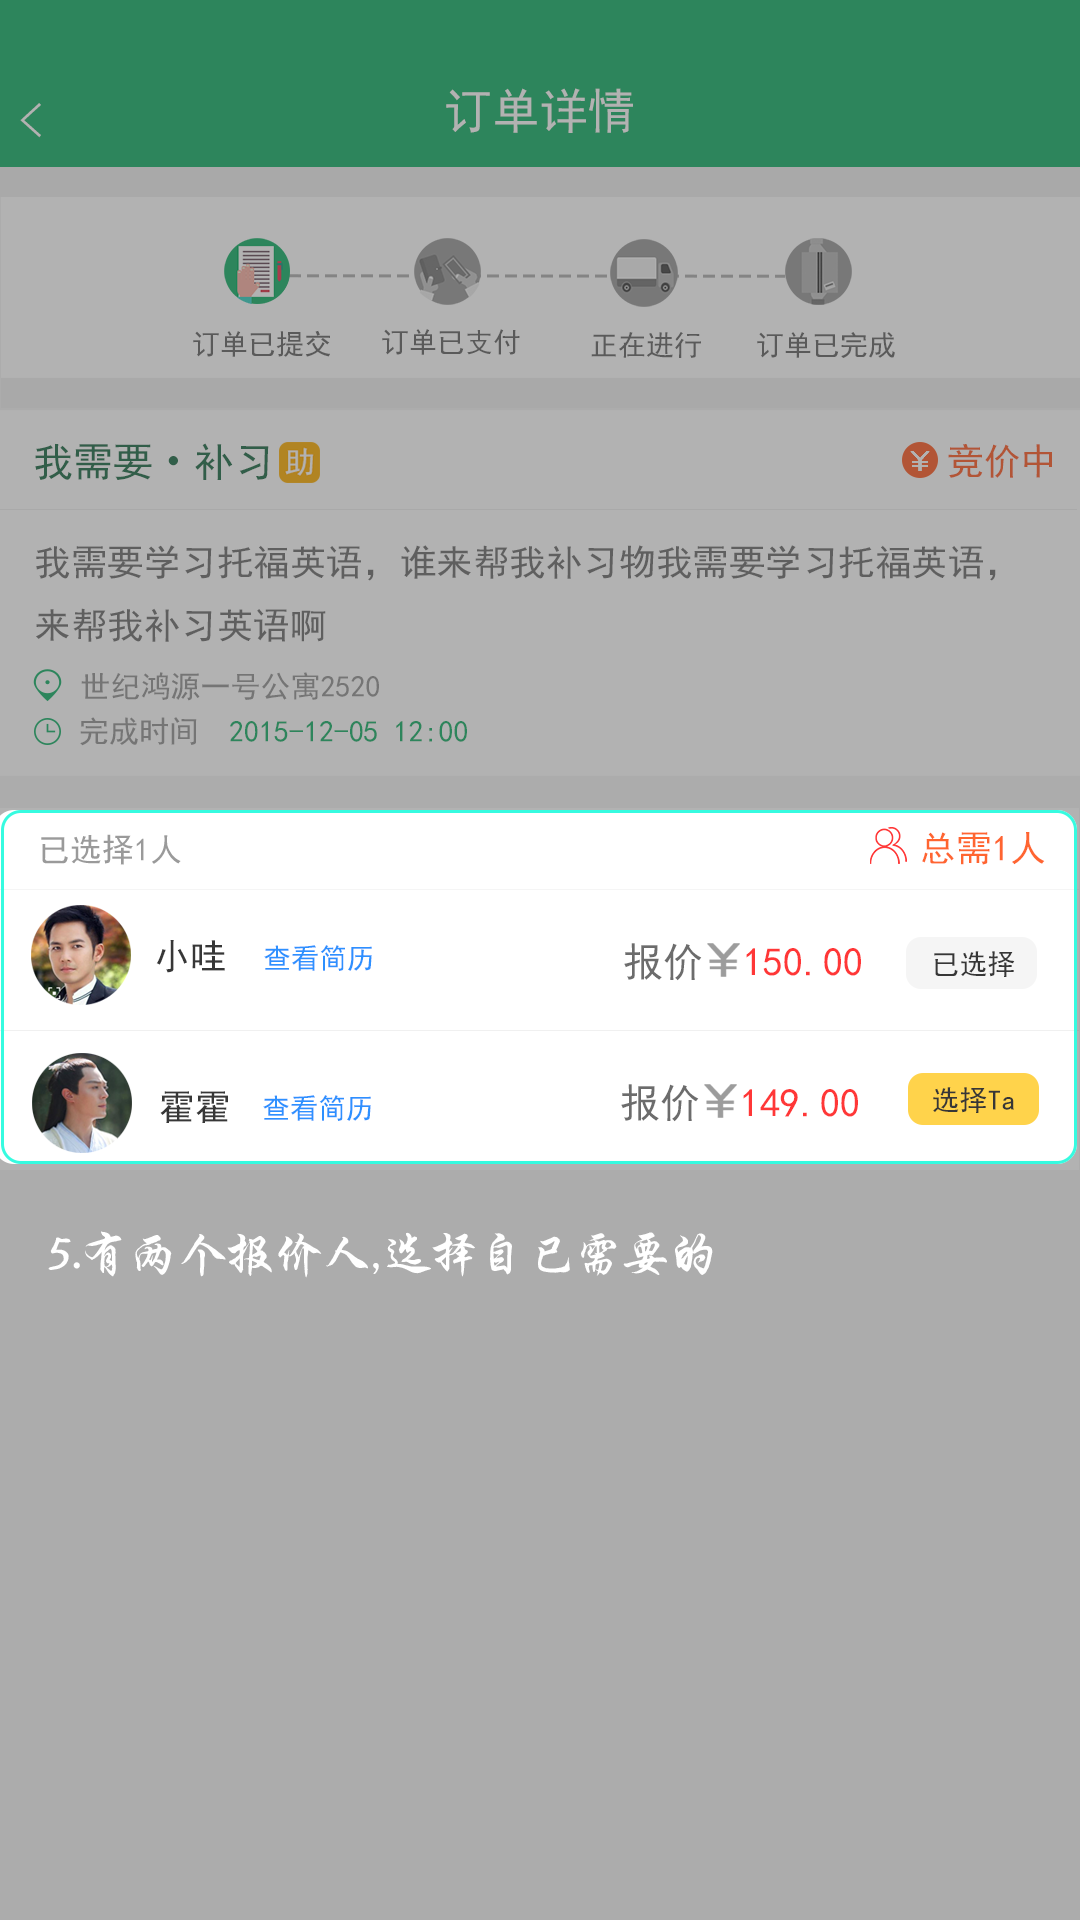 订单详情
订单已提交 订单已支付 正在进行 订单已完成
我需要·补习 助 ¥ 竞价中
我需要学习托福英语，谁来帮我补习物我需要学习托福英语，
来帮我补习英语啊
世纪鸿源一号公寓2520
完成时间 2015-12-05 12:00
已选择1人 总需1人
小哇 查看简历 报价¥150.00 已选择
霍霍 查看简历 报价¥149.00 选择Ta
5.有两个报价人,选择自己需要的